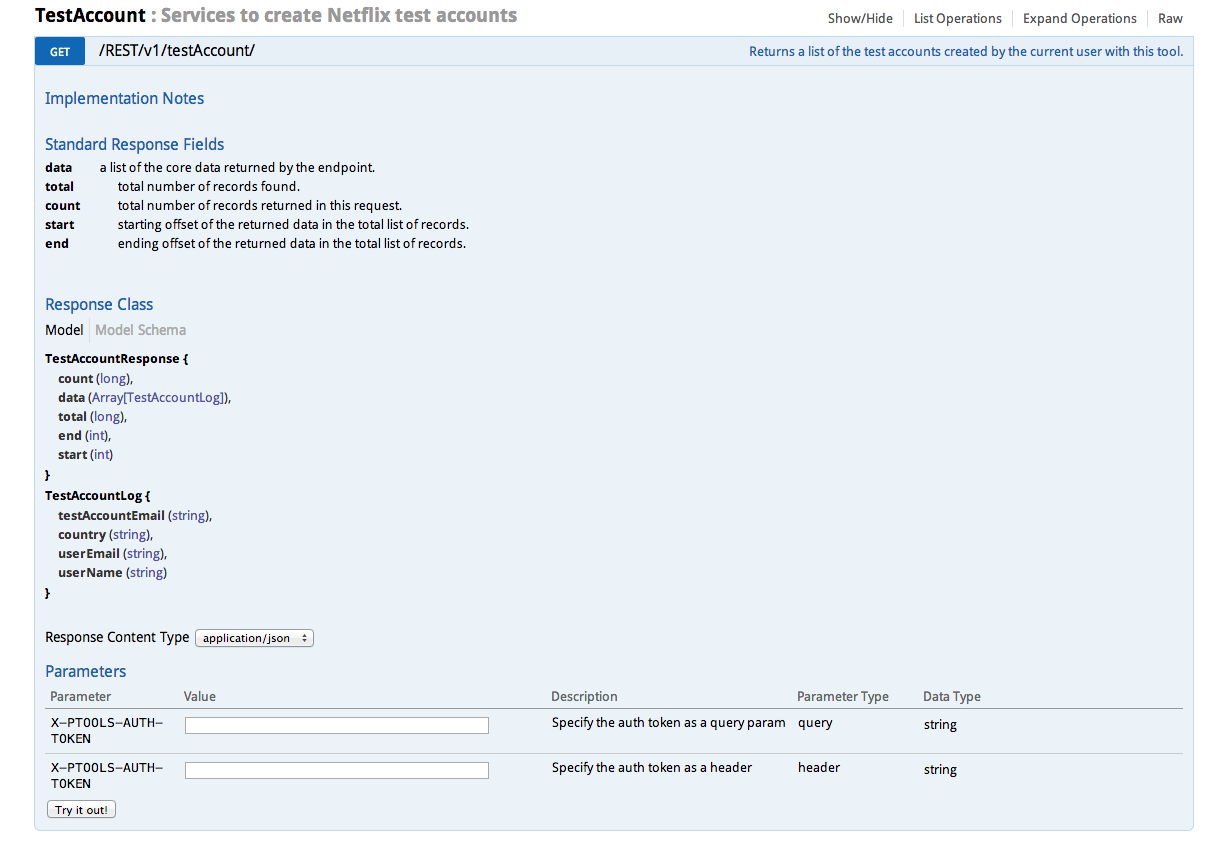 TestAccount : Services to create Netflix test accounts
Show/Hide List Operations Expand Operations Raw
GET /REST/v1/testAccount/ Returns a list of the test accounts created by the current user with this tool.
Implementation Notes
Standard Response Fields
data a list of the core data returned by the endpoint.
total total number of records found.
count total number of records returned in this request.
start starting offset of the returned data in the total list of records.
end ending offset of the returned data in the total list of records.
Response Class
Model Model Schema
TestAccountResponse {
count (long),
data (Array[TestAccountLog]),
total (long),
end (int),
start (int)
}
TestAccountLog {
testAccountEmail (string),
country (string),
userEmail (string),
userName (string)
}
Response Content Type application/json
Parameters
Parameter Value Description Parameter Type Data Type
X-PTOOLS-AUTH- Specify the auth token as a query param query string
TOKEN
X-PTOOLS-AUTH- Specify the auth token as a header header string
TOKEN
Try it out!